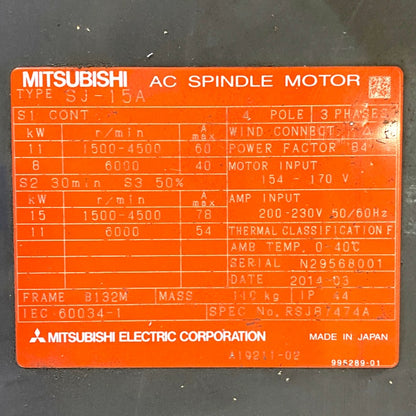 MITSUBISHI AC SPINDLE MOTOR
TYPE SJ-15A
S1 CONT. 4 POLE 3 PHASE
kW r/min A max WIND CONNECT.
11 1500-4500 60 POWER FACTOR 84
8 6000 40 MOTOR INPUT
S2 30min S3 50% 154 - 170 V
kW r/min A max AMP INPUT
15 1500-4500 78 200-230V 50/60Hz
11 6000 54 THERMAL CLASSIFICATION F
AMB TEMP. 0-40℃
SERIAL N29568001
DATE 2014-03
FRAME B132M MASS 110 kg IP 44
IEC 60034-1 SPEC No. RSJ87474A
MITSUBISHI ELECTRIC CORPORATION MADE IN JAPAN
A19211-02 995289-01